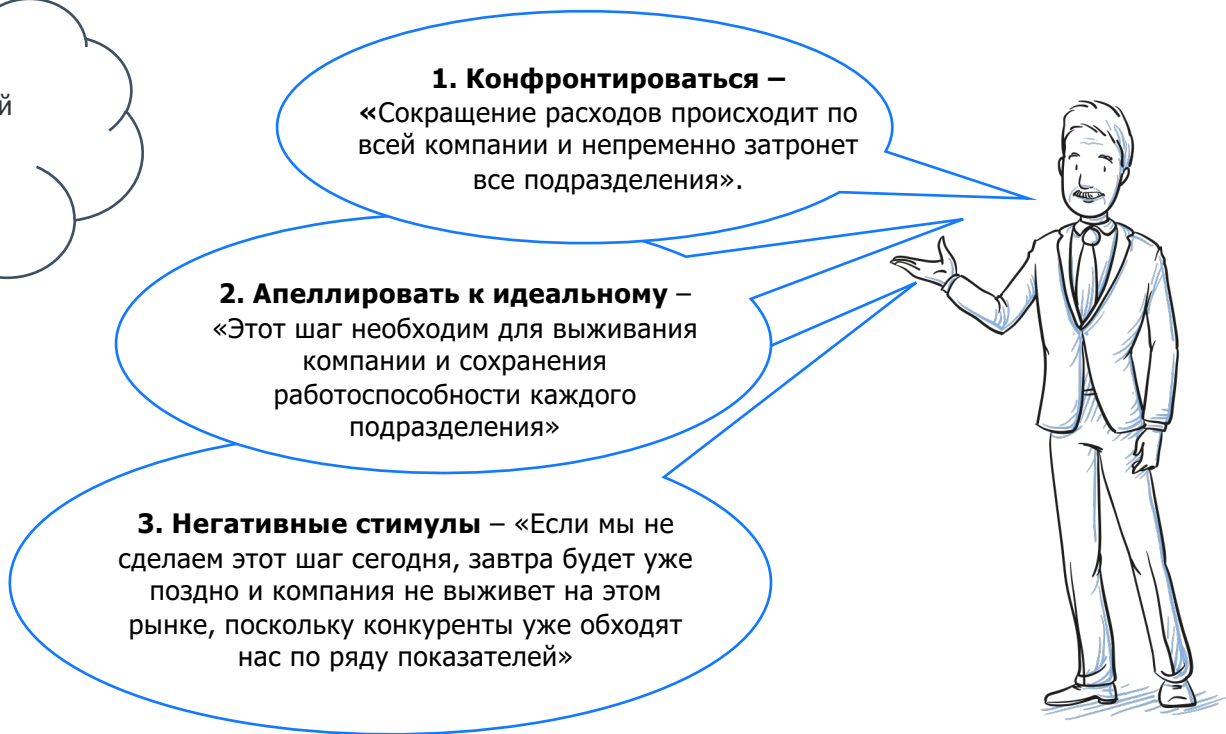 й
1. Конфронтироваться –
«Сокращение расходов происходит по
всей компании и непременно затронет
все подразделения».
2. Апеллировать к идеальному –
«Этот шаг необходим для выживания
компании и сохранения
работоспособности каждого
подразделения»
3. Негативные стимулы – «Если мы не
сделаем этот шаг сегодня, завтра будет уже
поздно и компания не выживет на этом
рынке, поскольку конкуренты уже обходят
нас по ряду показателей»